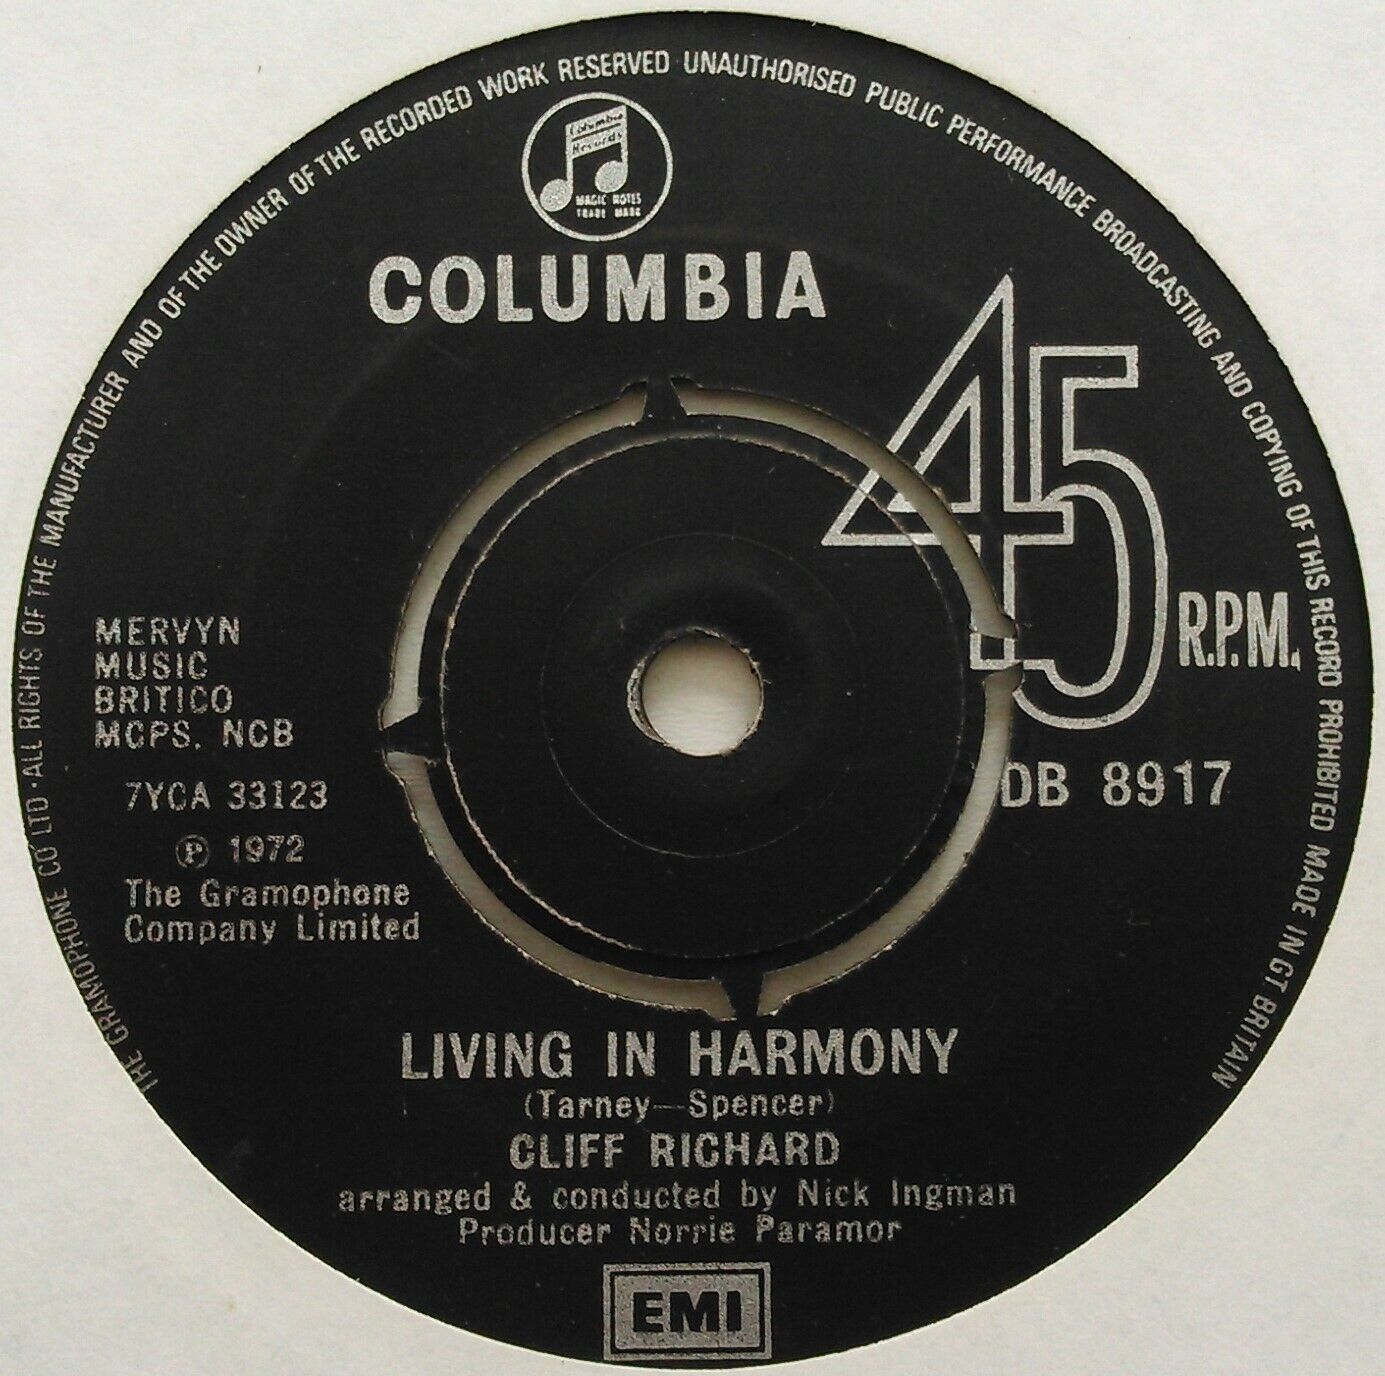 THE GRAMOPHONE CO LTD · ALL RIGHTS OF THE MANUFACTURER AND OF THE OWNER OF THE RECORDED WORK RESERVED UNAUTHORISED PUBLIC PERFORMANCE BROADCASTING AND COPYING OF THIS RECORD PROHIBITED MADE IN GT BRITAIN
Columbia
Records
MAGIC NOTES
TRADE MARK
COLUMBIA
45 R.P.M.
MERVYN
MUSIC
BRITICO
MCPS. NCB
7YCA 33123
DB 8917
Ⓟ 1972
The Gramophone
Company Limited
LIVING IN HARMONY
(Tarney—Spencer)
CLIFF RICHARD
arranged & conducted by Nick Ingman
Producer Norrie Paramor
EMI